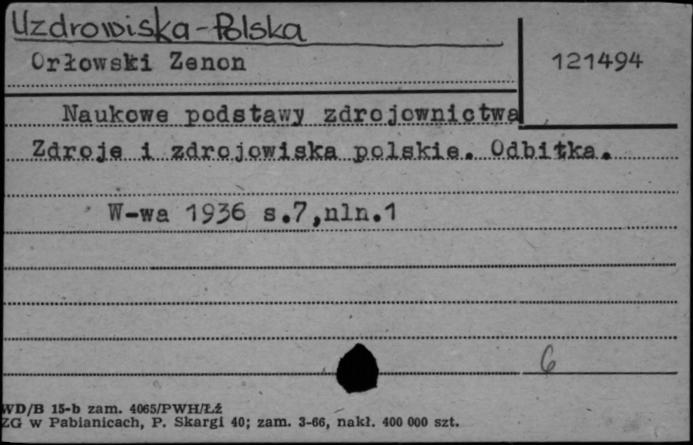 Uzdrowiska-Polska
Orłowski Zenon
121494
Naukowe podstawy zdrojownictwa
Zdroje i zdrojowiska polskie. Odbitka.
W-wa 1936 s.7,nln.1
6
WD/B 15-b zam. 4065/PWH/Łź
ZG w Pabianicach, P. Skargi 40; zam. 3-66, nakł. 400 000 szt.